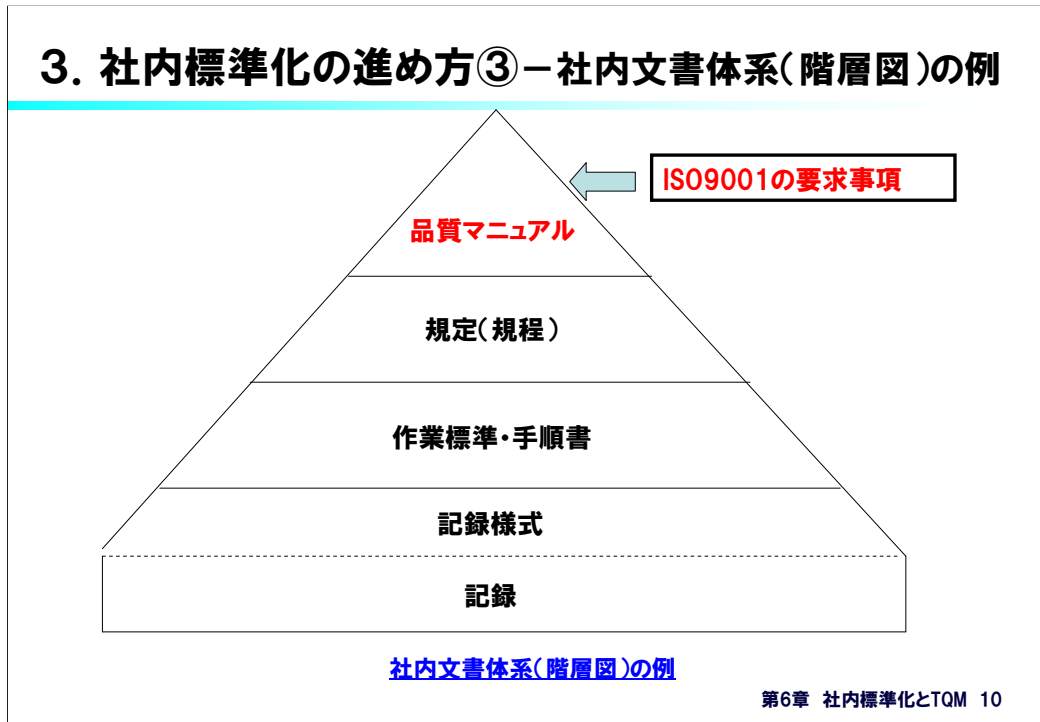 3. 社内標準化の進め方③−社内文書体系(階層図)の例
ISO9001の要求事項
品質マニュアル
規定(規程)
作業標準・手順書
記録様式
記録
社内文書体系(階層図)の例
第6章 社内標準化とTQM 10